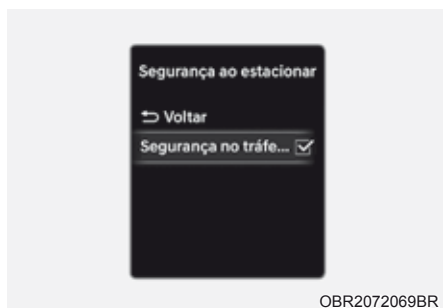 Segurança ao estacionar
Voltar
Segurança no tráfe...
OBR2072069BR